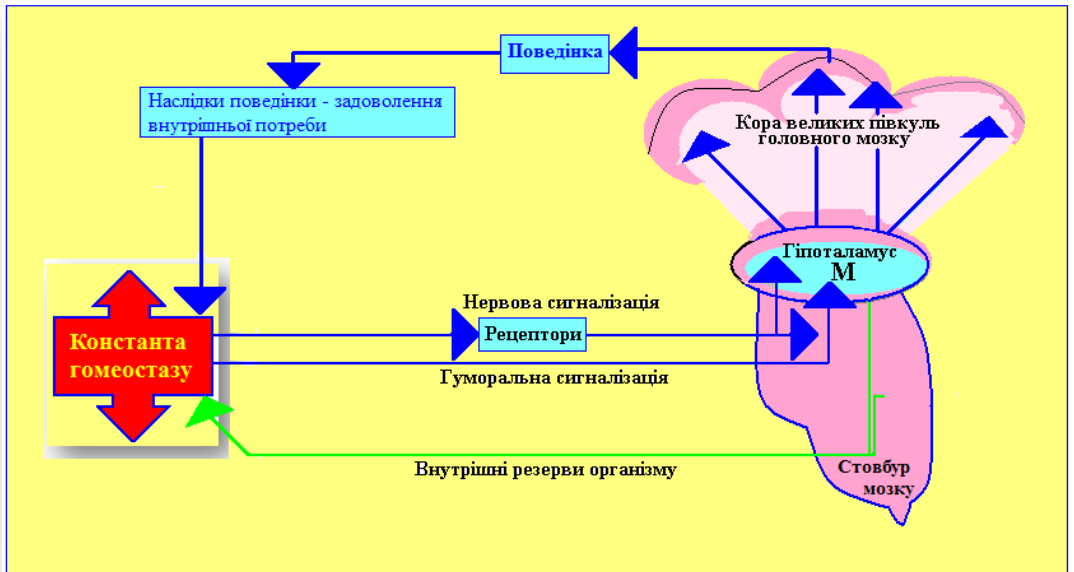 Поведінка
Наслідки поведінки - задоволення
внутрішньої потреби
Кора великих півкуль
головного мозку
Гіпоталамус
М
Нервова сигналізація
Рецептори
Константа
гомеостазу
Гуморальна сигналізація
Внутрішні резерви організму
Стовбур
мозку